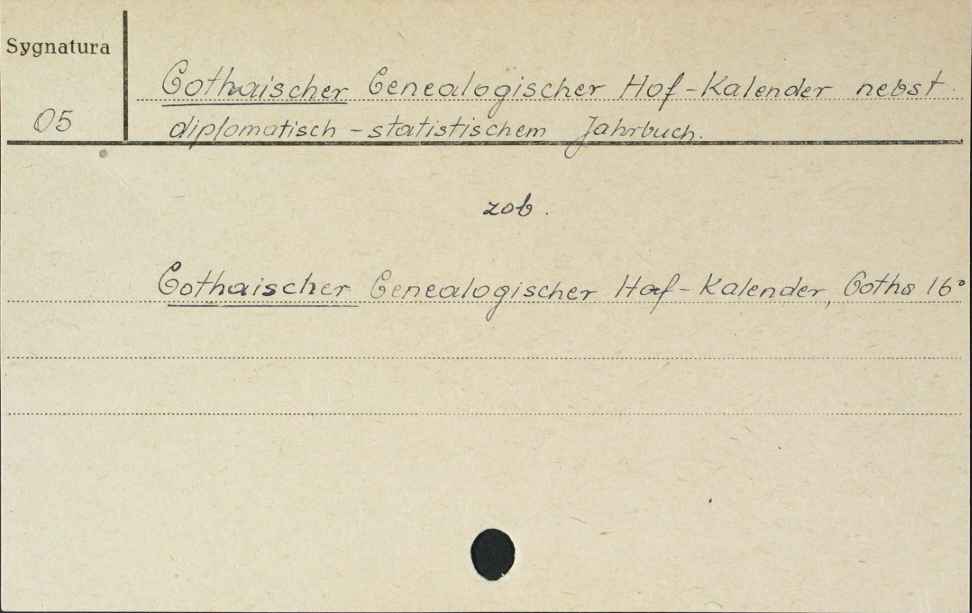 Sygnatura
05
Gothaischer Genealogischer Hof-Kalender nebst
diplomatisch - statistischem Jahrbuch.
zob.
Gothaischer Genealogischer Hof-Kalender, Gotha 16°